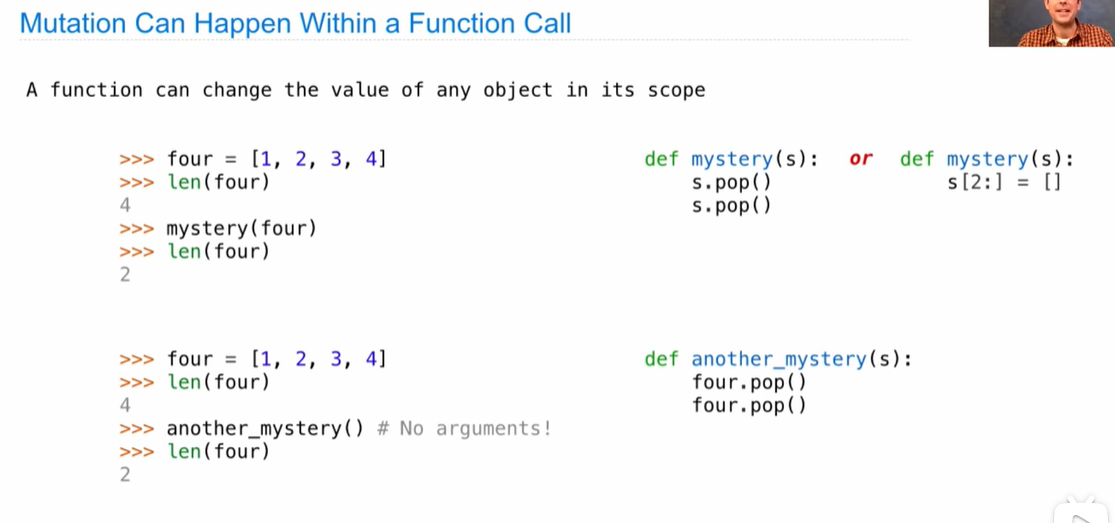 Mutation Can Happen Within a Function Call
A function can change the value of any object in its scope
>>> four = [1, 2, 3, 4]
>>> len(four)
4
>>> mystery(four)
>>> len(four)
2
def mystery(s):
s.pop()
s.pop()
or
def mystery(s):
s[2:] = []
>>> four = [1, 2, 3, 4]
>>> len(four)
4
>>> another_mystery() # No arguments!
>>> len(four)
2
def another_mystery(s):
four.pop()
four.pop()